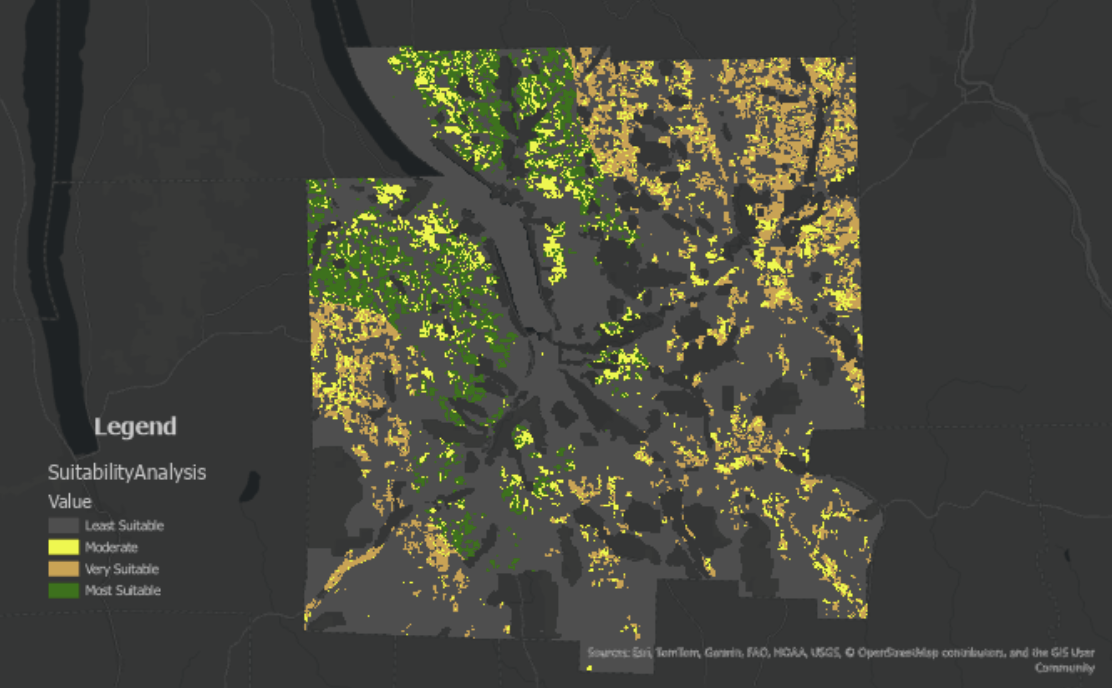 Legend
SuitabilityAnalysis
Value
Least Suitable
Moderate
Very Suitable
Most Suitable
Sources: Esri, TomTom, Garmin, FAO, NOAA, USGS, © OpenStreetMap contributors, and the GIS User
Community